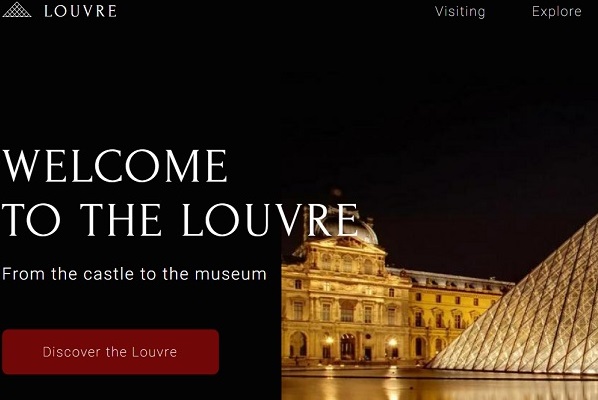 LOUVRE
Visiting
Explore
WELCOME
TO THE LOUVRE
From the castle to the museum
Discover the Louvre